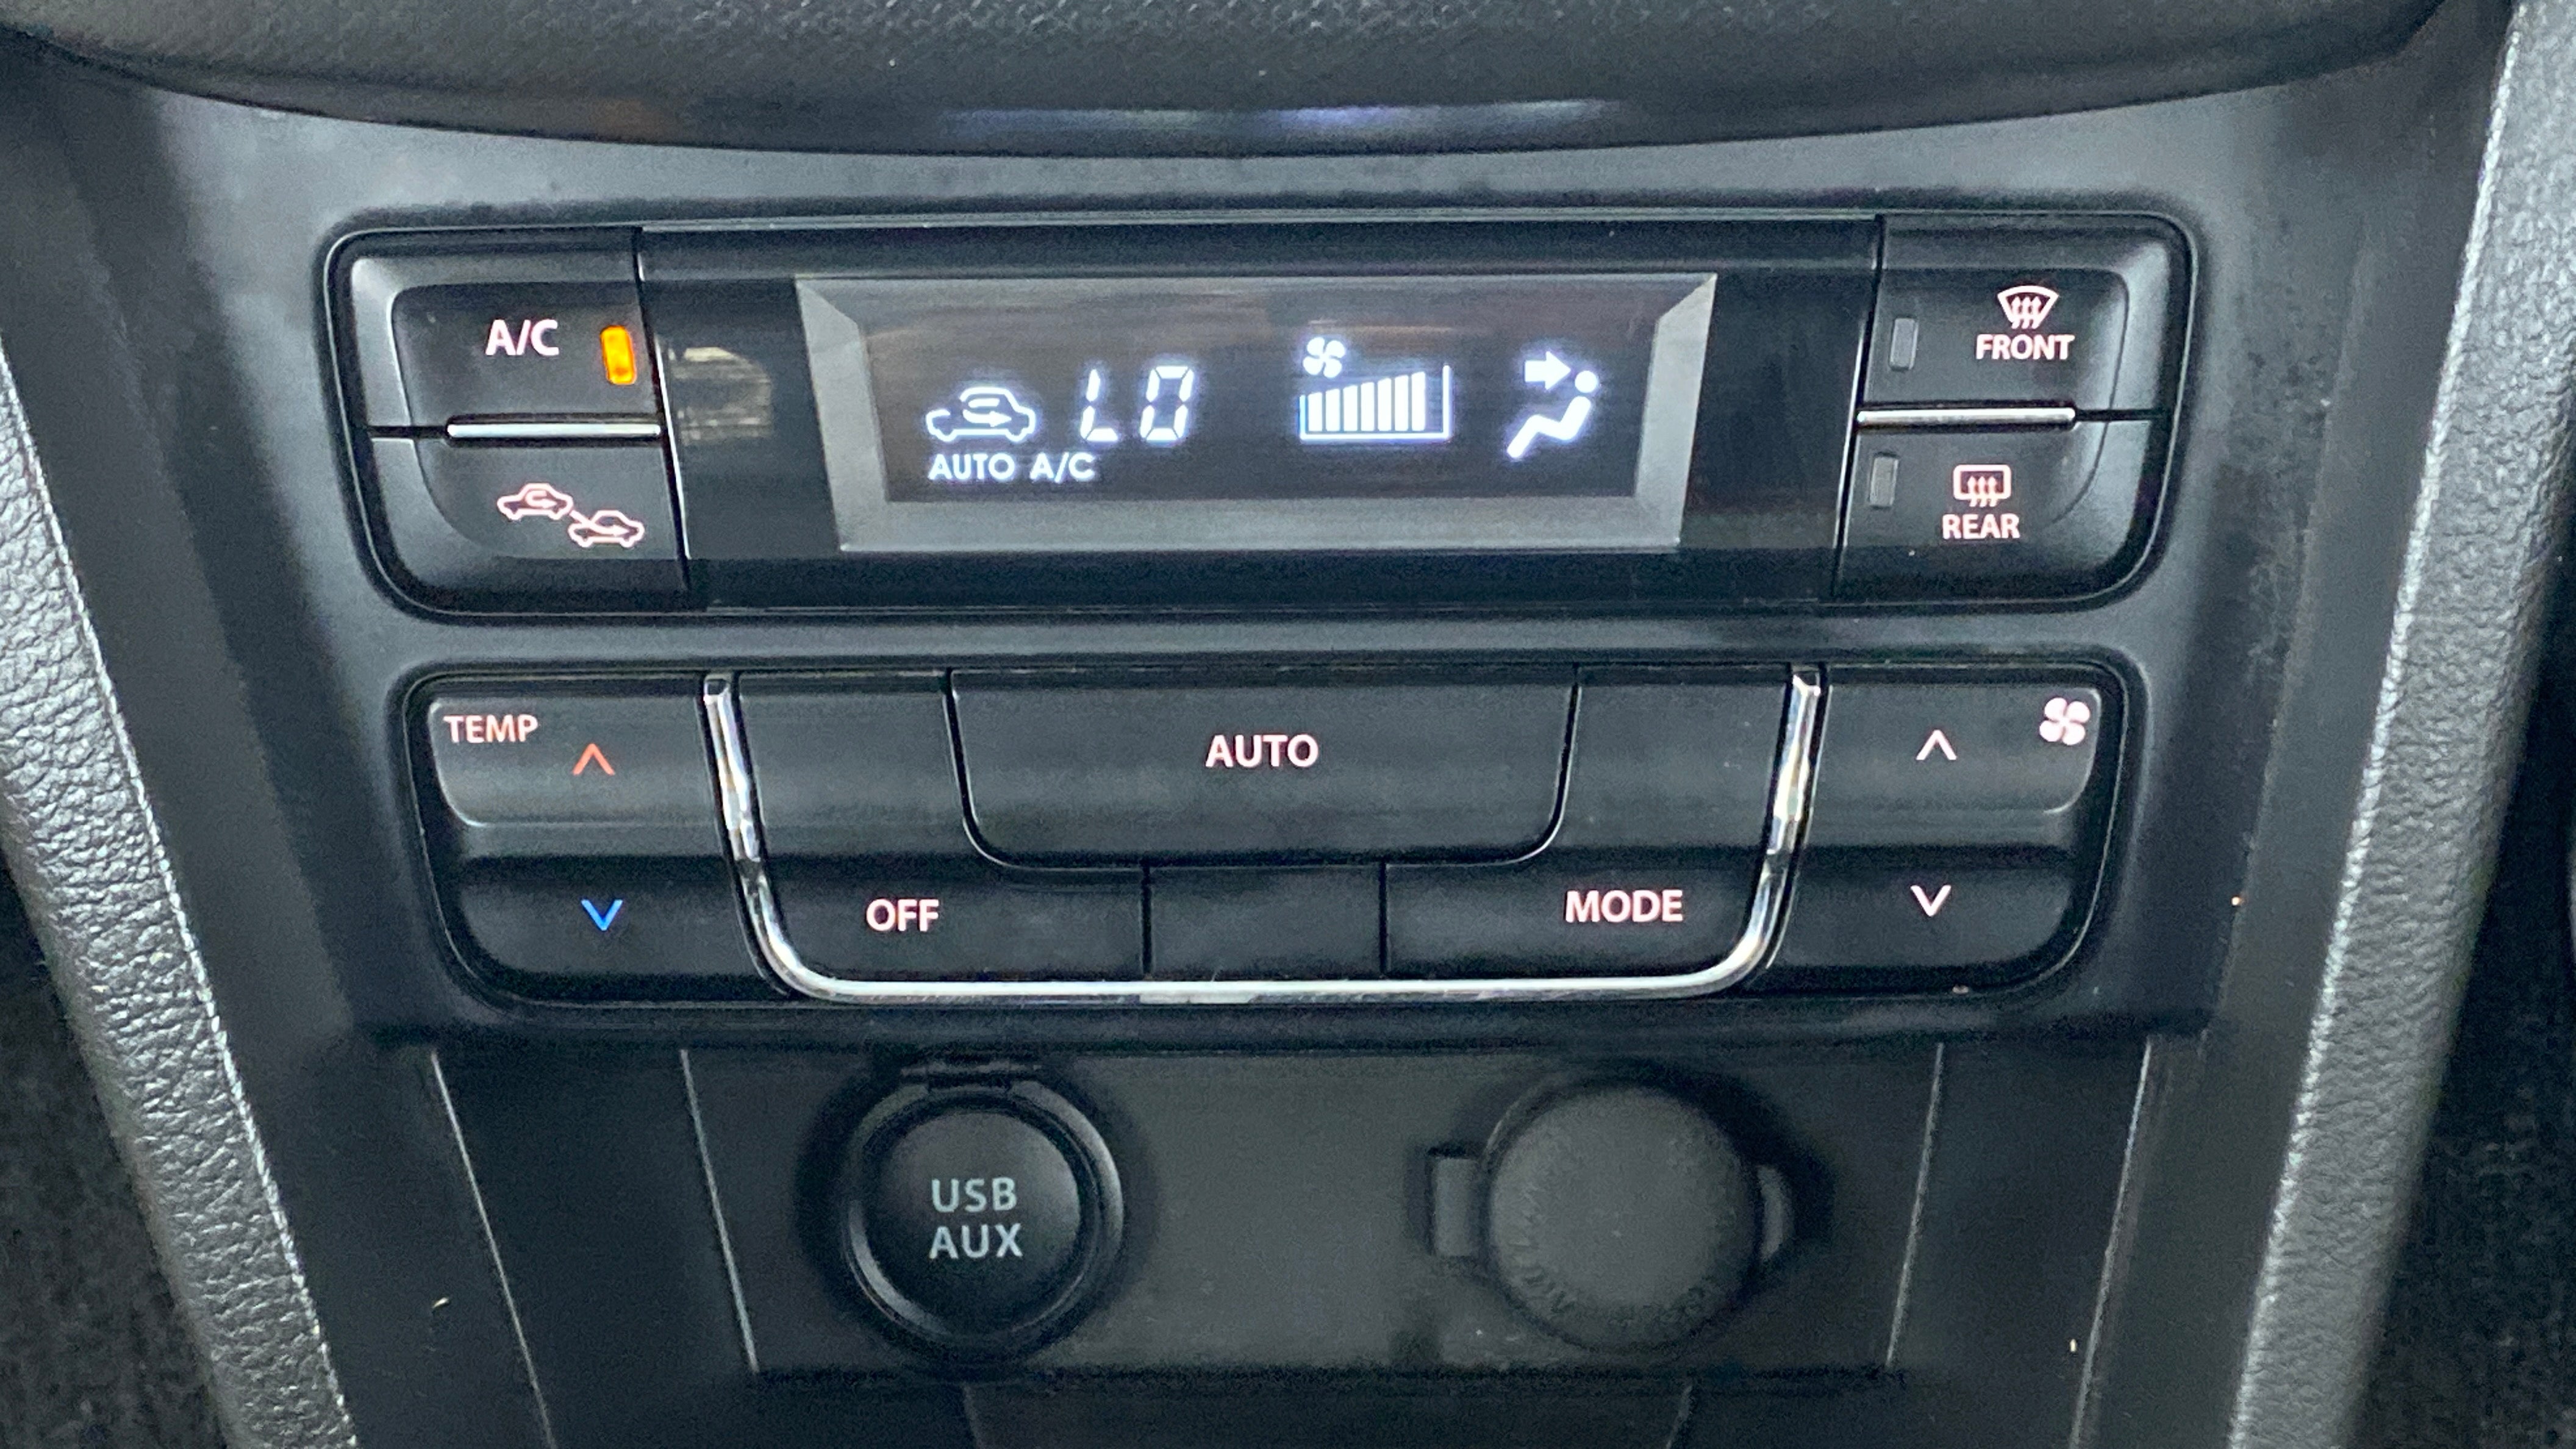 A/C
LO
AUTO A/C
FRONT
REAR
TEMP
AUTO
OFF
MODE
USB
AUX